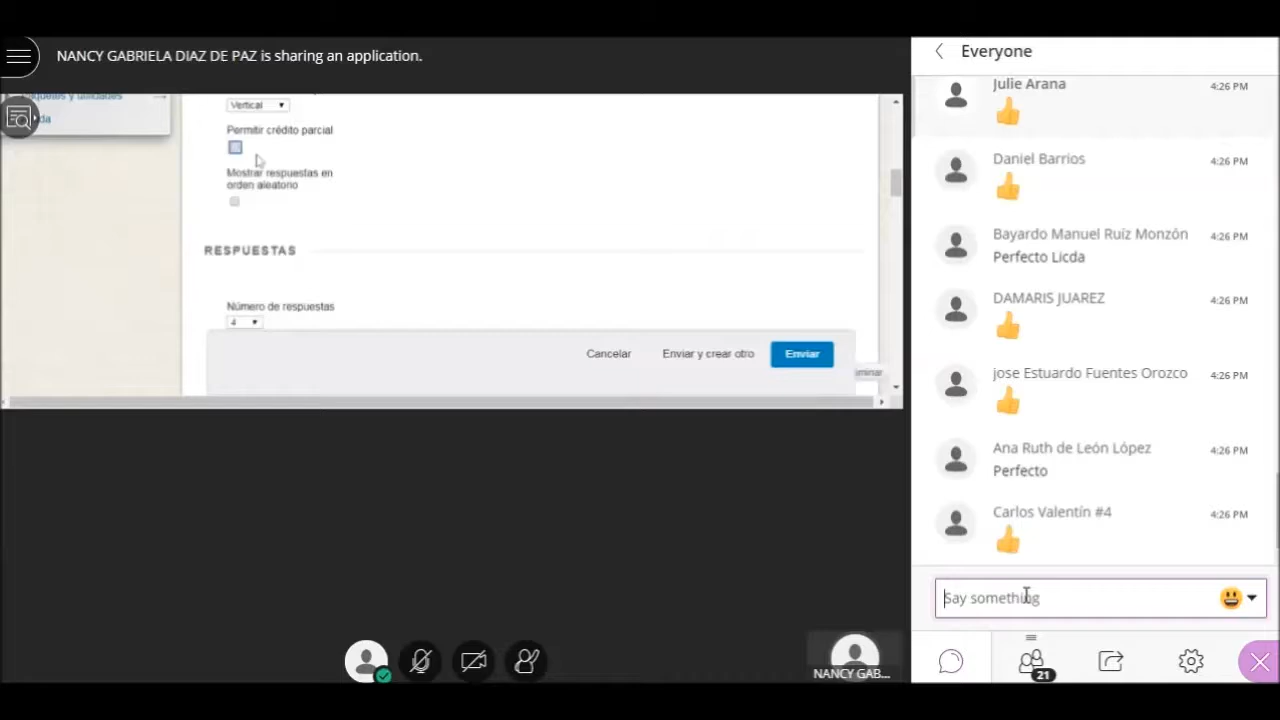 NANCY GABRIELA DIAZ DE PAZ is sharing an application.
Vertical
Permitir crédito parcial
Mostrar respuestas en
orden aleatorio
RESPUESTAS
Número de respuestas
4
Cancelar
Enviar y crear otro
Enviar
NANCY GAB...
Everyone
Julie Arana
4:26 PM
Daniel Barrios
4:26 PM
Bayardo Manuel Ruíz Monzón
4:26 PM
Perfecto Licda
DAMARIS JUAREZ
4:26 PM
jose Estuardo Fuentes Orozco
4:26 PM
Ana Ruth de León López
4:26 PM
Perfecto
Carlos Valentín #4
4:26 PM
Say something
21